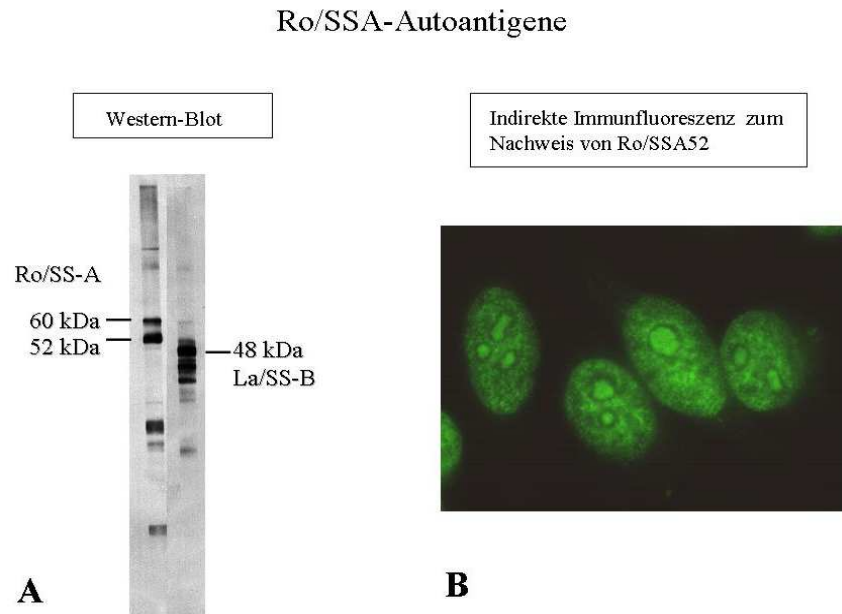 Ro/SSA-Autoantigene
Western-Blot
Ro/SS-A
60 kDa
52 kDa
48 kDa
La/SS-B
A
Indirekte Immunfluoreszenz zum
Nachweis von Ro/SSA52
B